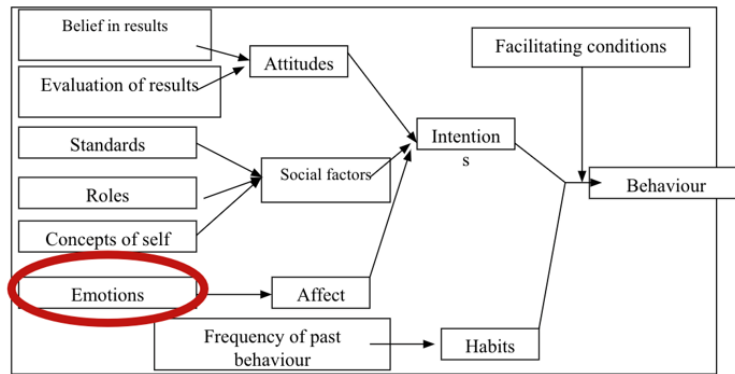 Belief in results
Facilitating conditions
Attitudes
Evaluation of results
Intention
s
Standards
Social factors
Behaviour
Roles
Concepts of self
Emotions
Affect
Frequency of past
behaviour
Habits